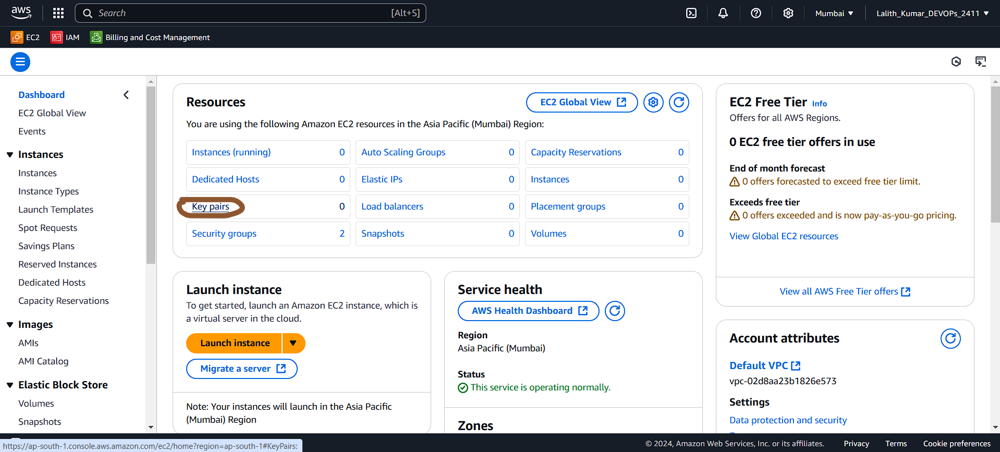 aws
Search [Alt+S]
Mumbai ▼
Lalith_Kumar_DEVOPs_2411 ▼
EC2
IAM
Billing and Cost Management
Dashboard
EC2 Global View
Events
Instances
Instances
Instance Types
Launch Templates
Spot Requests
Savings Plans
Reserved Instances
Dedicated Hosts
Capacity Reservations
Images
AMIs
AMI Catalog
Elastic Block Store
Volumes
Snapshots
Resources
EC2 Global View
You are using the following Amazon EC2 resources in the Asia Pacific (Mumbai) Region:
Instances (running) 0
Auto Scaling Groups 0
Capacity Reservations 0
Dedicated Hosts 0
Elastic IPs 0
Instances 0
Key pairs 0
Load balancers 0
Placement groups 0
Security groups 2
Snapshots 0
Volumes 0
Launch instance
To get started, launch an Amazon EC2 instance, which is
a virtual server in the cloud.
Launch instance
Migrate a server
Note: Your instances will launch in the Asia Pacific
(Mumbai) Region
Service health
AWS Health Dashboard
Region
Asia Pacific (Mumbai)
Status
This service is operating normally.
Zones
EC2 Free Tier Info
Offers for all AWS Regions.
0 EC2 free tier offers in use
End of month forecast
0 offers forecasted to exceed free tier limit.
Exceeds free tier
0 offers exceeded and is now pay-as-you-go pricing.
View Global EC2 resources
View all AWS Free Tier offers
Account attributes
Default VPC
vpc-02d8aa23b1826e573
Settings
Data protection and security
https://ap-south-1.console.aws.amazon.com/ec2/home?region=ap-south-1#KeyPairs:
© 2024, Amazon Web Services, Inc. or its affiliates.
Privacy
Terms
Cookie preferences